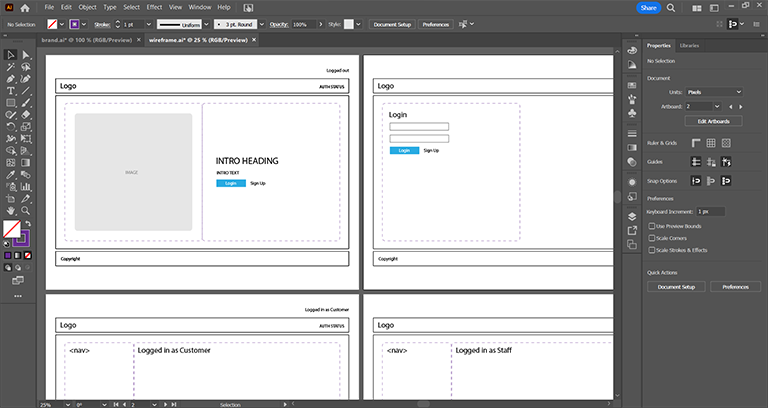 Ai File Edit Object Type Select Effect View Window Help Share
No Selection Stroke: 1 pt Uniform 3 pt. Round Opacity: 100% Style: Document Setup Preferences
brand.ai* @ 100 % (RGB/Preview) × wireframe.ai* @ 25 % (RGB/Preview) ×
Logged out
Logo AUTH STATUS
IMAGE
INTRO HEADING
INTRO TEXT
Login Sign Up
Copyright
Logo
Login
Login Sign Up
Copyright
Logged in as Customer
Logo AUTH STATUS
<nav> Logged in as Customer
Logo
<nav> Logged in as Staff
Properties Libraries
No Selection
Document
Units: Pixels
Artboard: 2
Edit Artboards
Ruler & Grids
Guides
Snap Options
Preferences
Keyboard Increment: 1 px
Use Preview Bounds
Scale Corners
Scale Strokes & Effects
Quick Actions
Document Setup Preferences
25% 0° 2 Selection